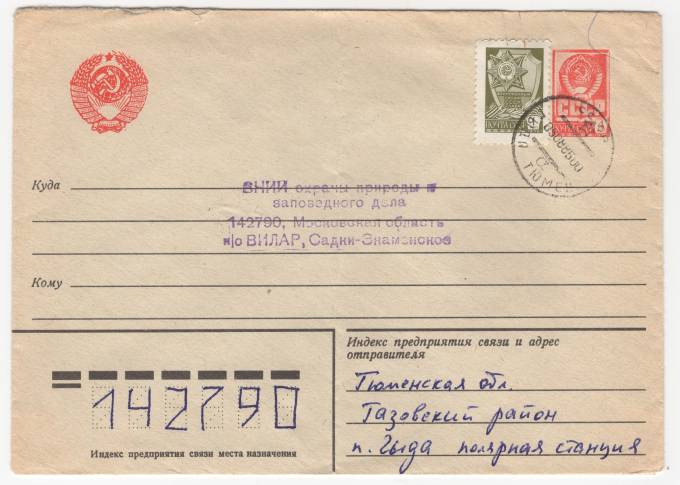 СССР
Куда
ВНИИ охраны природы и
заповедного дела
142790, Московская область
п/о ВИЛАР, Садки-Знаменское
Кому
Индекс предприятия связи и адрес
отправителя
Тюменская обл.
Тазовский район
п. Гыда полярная станция
142790
Индекс предприятия связи места назначения